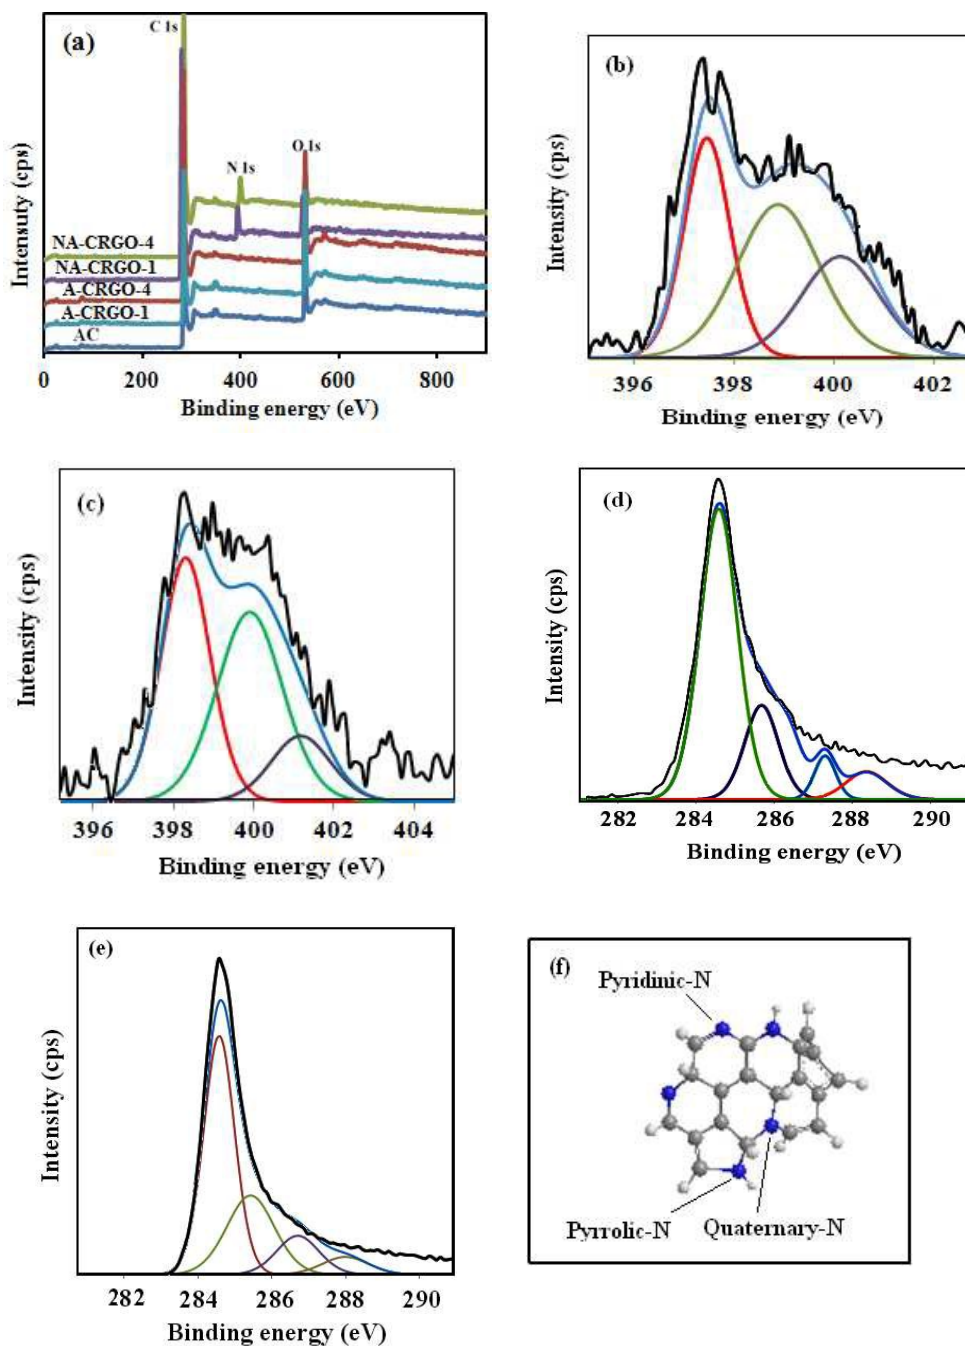 (a)
C 1s
N 1s
O 1s
NA-CRGO-4
NA-CRGO-1
A-CRGO-4
A-CRGO-1
AC
0 200 400 600 800
Binding energy (eV)
Intensuty (cps)
(b)
Intensity (cps)
396 398 400 402
Binding energy (eV)
(c)
Intensity (cps)
396 398 400 402 404
Binding energy (eV)
(d)
Intensity (cps)
282 284 286 288 290
Binding energy (eV)
(e)
Intensity (cps)
282 284 286 288 290
Binding energy (eV)
(f)
Pyridinic-N
Pyrrolic-N Quaternary-N